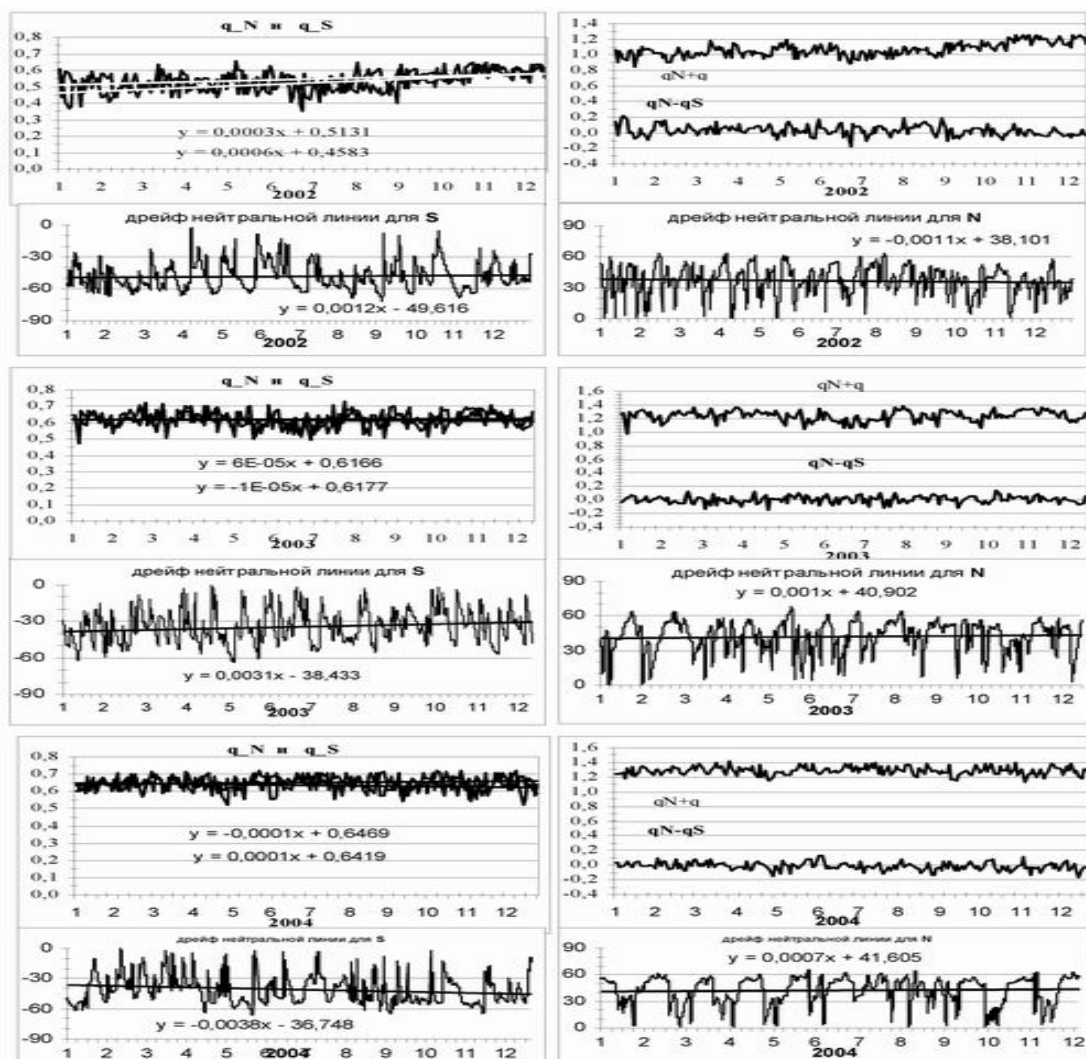 q_N и q_S
0,8
0,7
0,6
0,5
0,4
0,3
0,2
0,1
0,0
y = 0,0003x + 0,5131
y = 0,0006x + 0,4583
1 2 3 4 5 6 7 8 9 10 11 12
2002
1,4
1,2
1,0
0,8
0,6
0,4
0,2
0,0
-0,2
-0,4
qN+q
qN-qS
1 2 3 4 5 6 7 8 9 10 11 12
2002
дрейф нейтральной линии для S
0
-30
-60
-90
y = 0,0012x - 49,616
1 2 3 4 5 6 7 8 9 10 11 12
2002
дрейф нейтральной линии для N
90
60
30
0
y = -0,0011x + 38,101
1 2 3 4 5 6 7 8 9 10 11 12
2002
q_N и q_S
0,8
0,7
0,6
0,5
0,4
0,3
0,2
0,1
0,0
y = 6E-05x + 0,6166
y = -1E-05x + 0,6177
1 2 3 4 5 6 7 8 9 10 11 12
2003
qN+q
1,6
1,4
1,2
1,0
0,8
0,6
0,4
0,2
0,0
-0,2
-0,4
qN-qS
1 2 3 4 5 6 7 8 9 10 11 12
2003
дрейф нейтральной линии для S
0
-30
-60
-90
y = 0,0031x - 38,433
1 2 3 4 5 6 7 8 9 10 11 12
2003
дрейф нейтральной линии для N
90
60
30
0
y = 0,001x + 40,902
1 2 3 4 5 6 7 8 9 10 11 12
2003
q_N и q_S
0,8
0,7
0,6
0,5
0,4
0,3
0,2
0,1
0,0
y = -0,0001x + 0,6469
y = 0,0001x + 0,6419
1 2 3 4 5 6 7 8 9 10 11 12
2004
1,6
1,4
1,2
1,0
0,8
0,6
0,4
0,2
0,0
-0,2
-0,4
qN+q
qN-qS
1 2 3 4 5 6 7 8 9 10 11 12
2004
дрейф нейтральной линии для S
0
-30
-60
-90
y = -0,0038x - 36,748
1 2 3 4 5 6 7 8 9 10 11 12
2004
дрейф нейтральной линии для N
90
60
30
0
y = 0,0007x + 41,605
1 2 3 4 5 6 7 8 9 10 11 12
2004